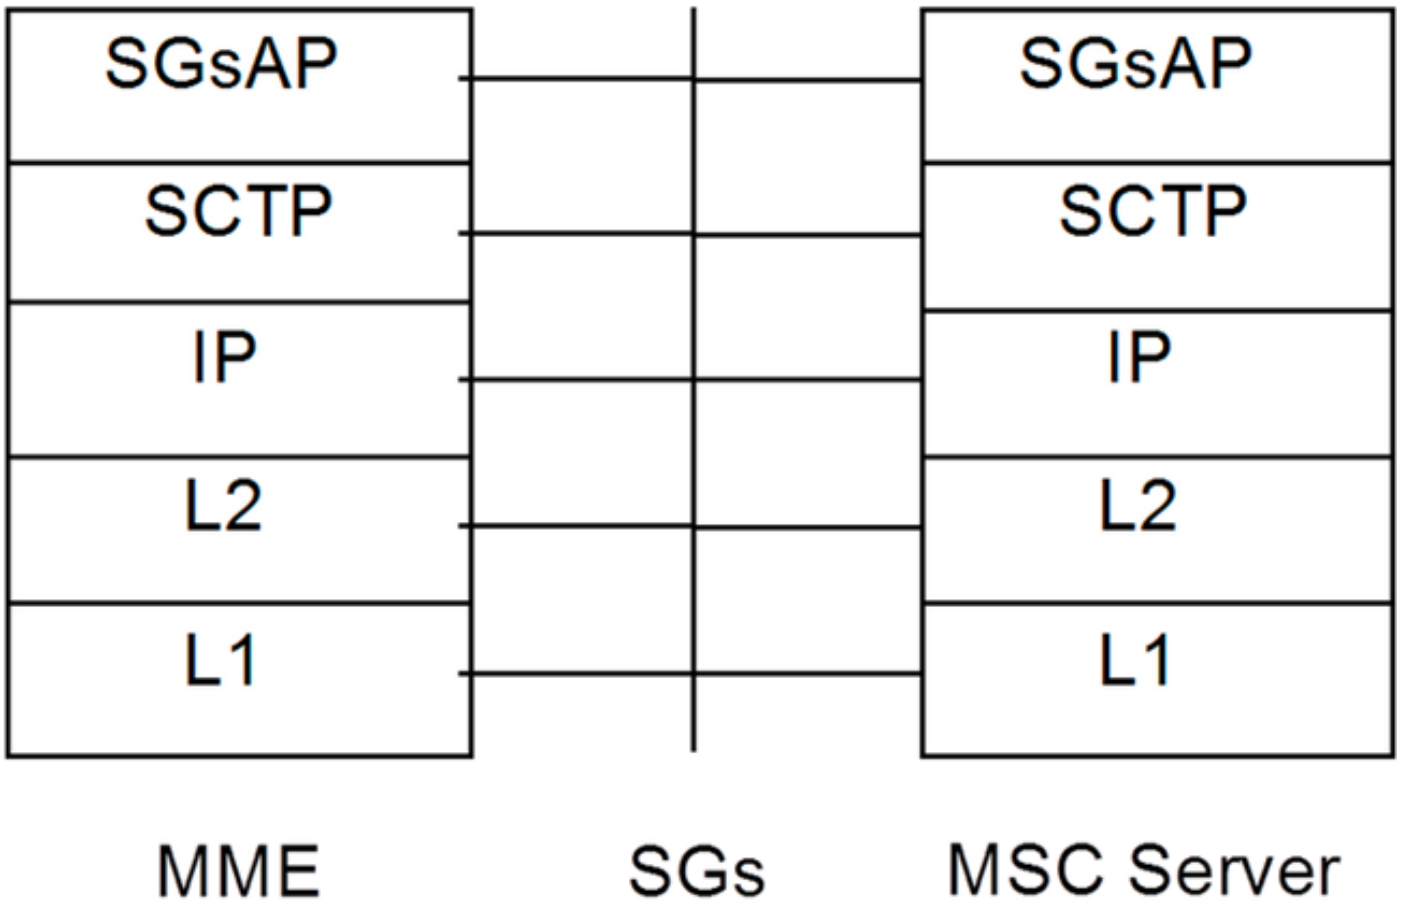 SGsAP SGsAP
SCTP SCTP
IP IP
L2 L2
L1 L1
MME SGs MSC Server